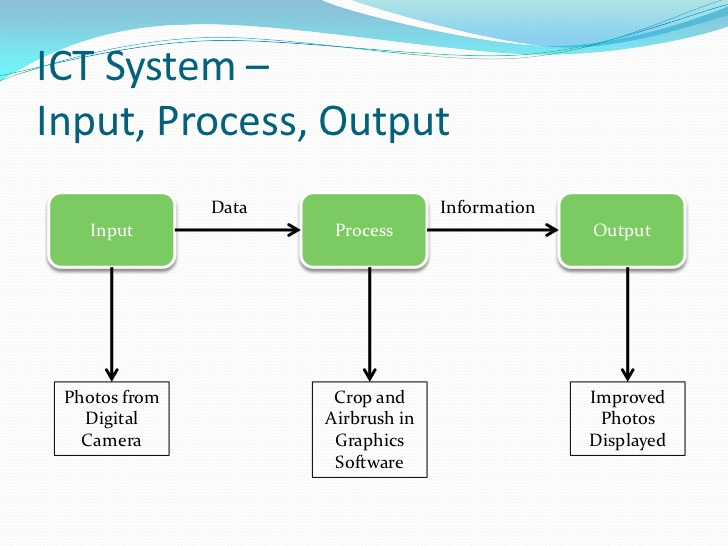 ICT System –
Input, Process, Output
Data
Information
Input
Process
Output
Photos from
Digital
Camera
Crop and
Airbrush in
Graphics
Software
Improved
Photos
Displayed